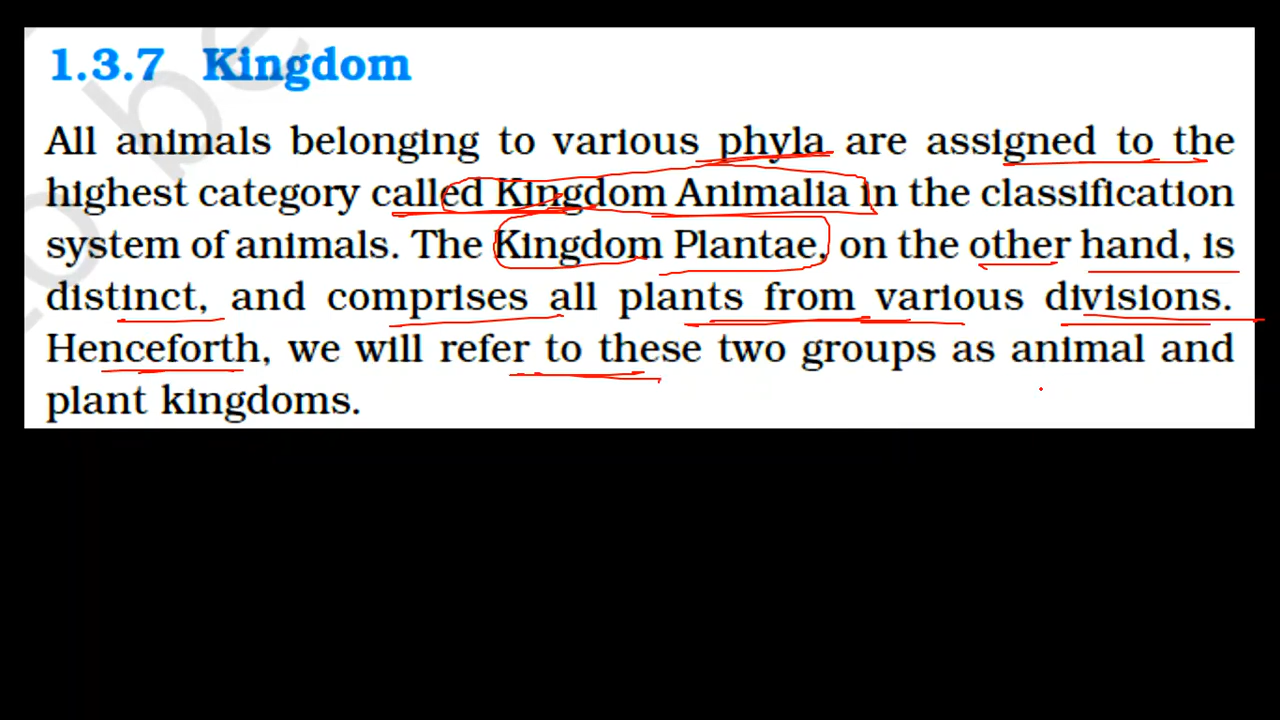 1.3.7 Kingdom
All animals belonging to various phyla are assigned to the
highest category called Kingdom Animalia in the classification
system of animals. The Kingdom Plantae, on the other hand, is
distinct, and comprises all plants from various divisions.
Henceforth, we will refer to these two groups as animal and
plant kingdoms.